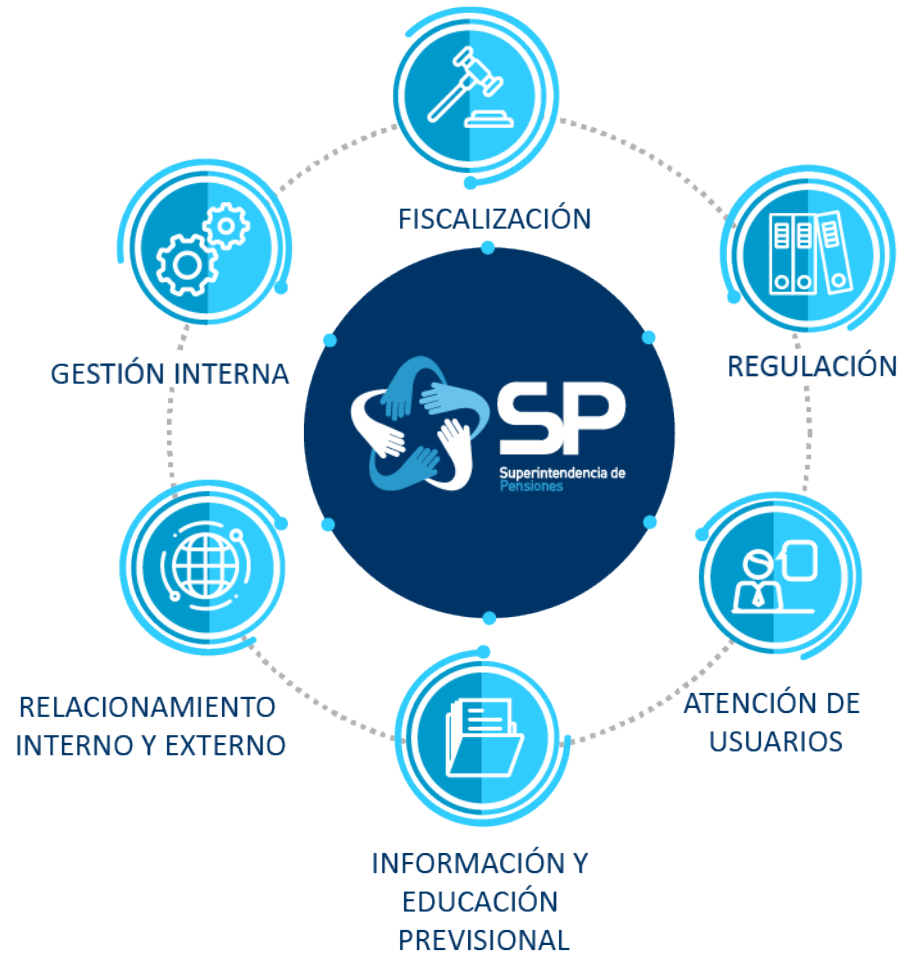 FISCALIZACIÓN
REGULACIÓN
GESTIÓN INTERNA
SP
Superintendencia de
Pensiones
ATENCIÓN DE
USUARIOS
RELACIONAMIENTO
INTERNO Y EXTERNO
INFORMACIÓN Y
EDUCACIÓN
PREVISIONAL